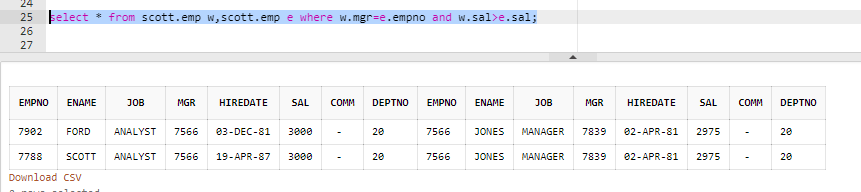 24
25 select * from scott.emp w,scott.emp e where w.mgr=e.empno and w.sal>e.sal;
26
27
EMPNO ENAME JOB MGR HIREDATE SAL COMM DEPTNO EMPNO ENAME JOB MGR HIREDATE SAL COMM DEPTNO
7902 FORD ANALYST 7566 03-DEC-81 3000 - 20 7566 JONES MANAGER 7839 02-APR-81 2975 - 20
7788 SCOTT ANALYST 7566 19-APR-87 3000 - 20 7566 JONES MANAGER 7839 02-APR-81 2975 - 20
Download CSV
rows selected